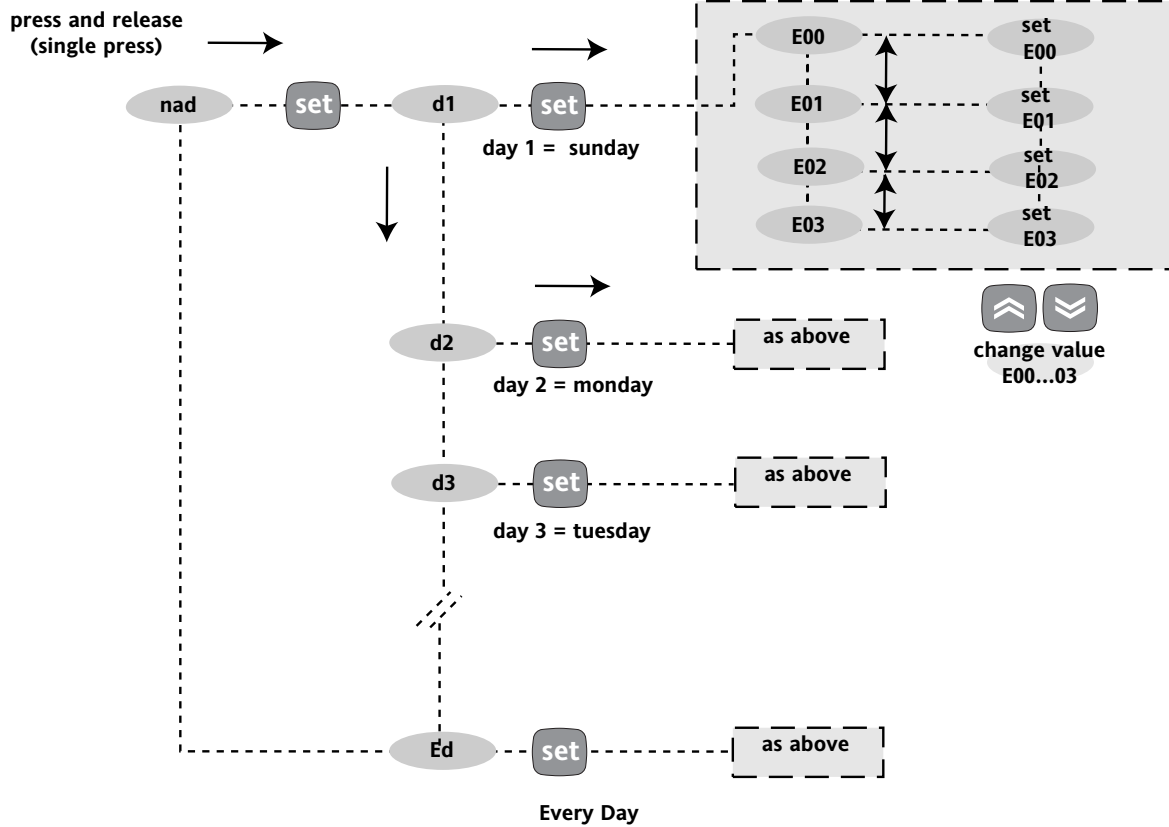 press and release
(single press)
nad
set
d1
set
day 1 = sunday
E00
set
E00
E01
set
E01
E02
set
E02
E03
set
E03
change value
E00...03
d2
set
as above
day 2 = monday
d3
set
as above
day 3 = tuesday
Ed
set
as above
Every Day